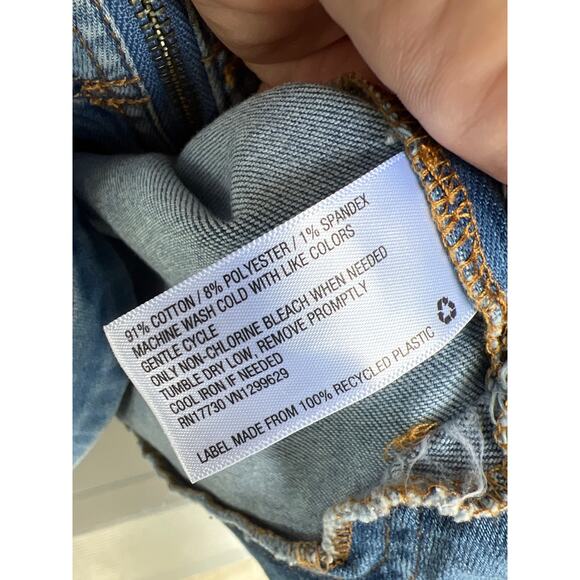 91% COTTON / 8% POLYESTER / 1% SPANDEX
MACHINE WASH COLD WITH LIKE COLORS
GENTLE CYCLE
ONLY NON-CHLORINE BLEACH WHEN NEEDED
TUMBLE DRY LOW, REMOVE PROMPTLY
COOL IRON IF NEEDED
RN17730 VN1299629
LABEL MADE FROM 100% RECYCLED PLASTIC